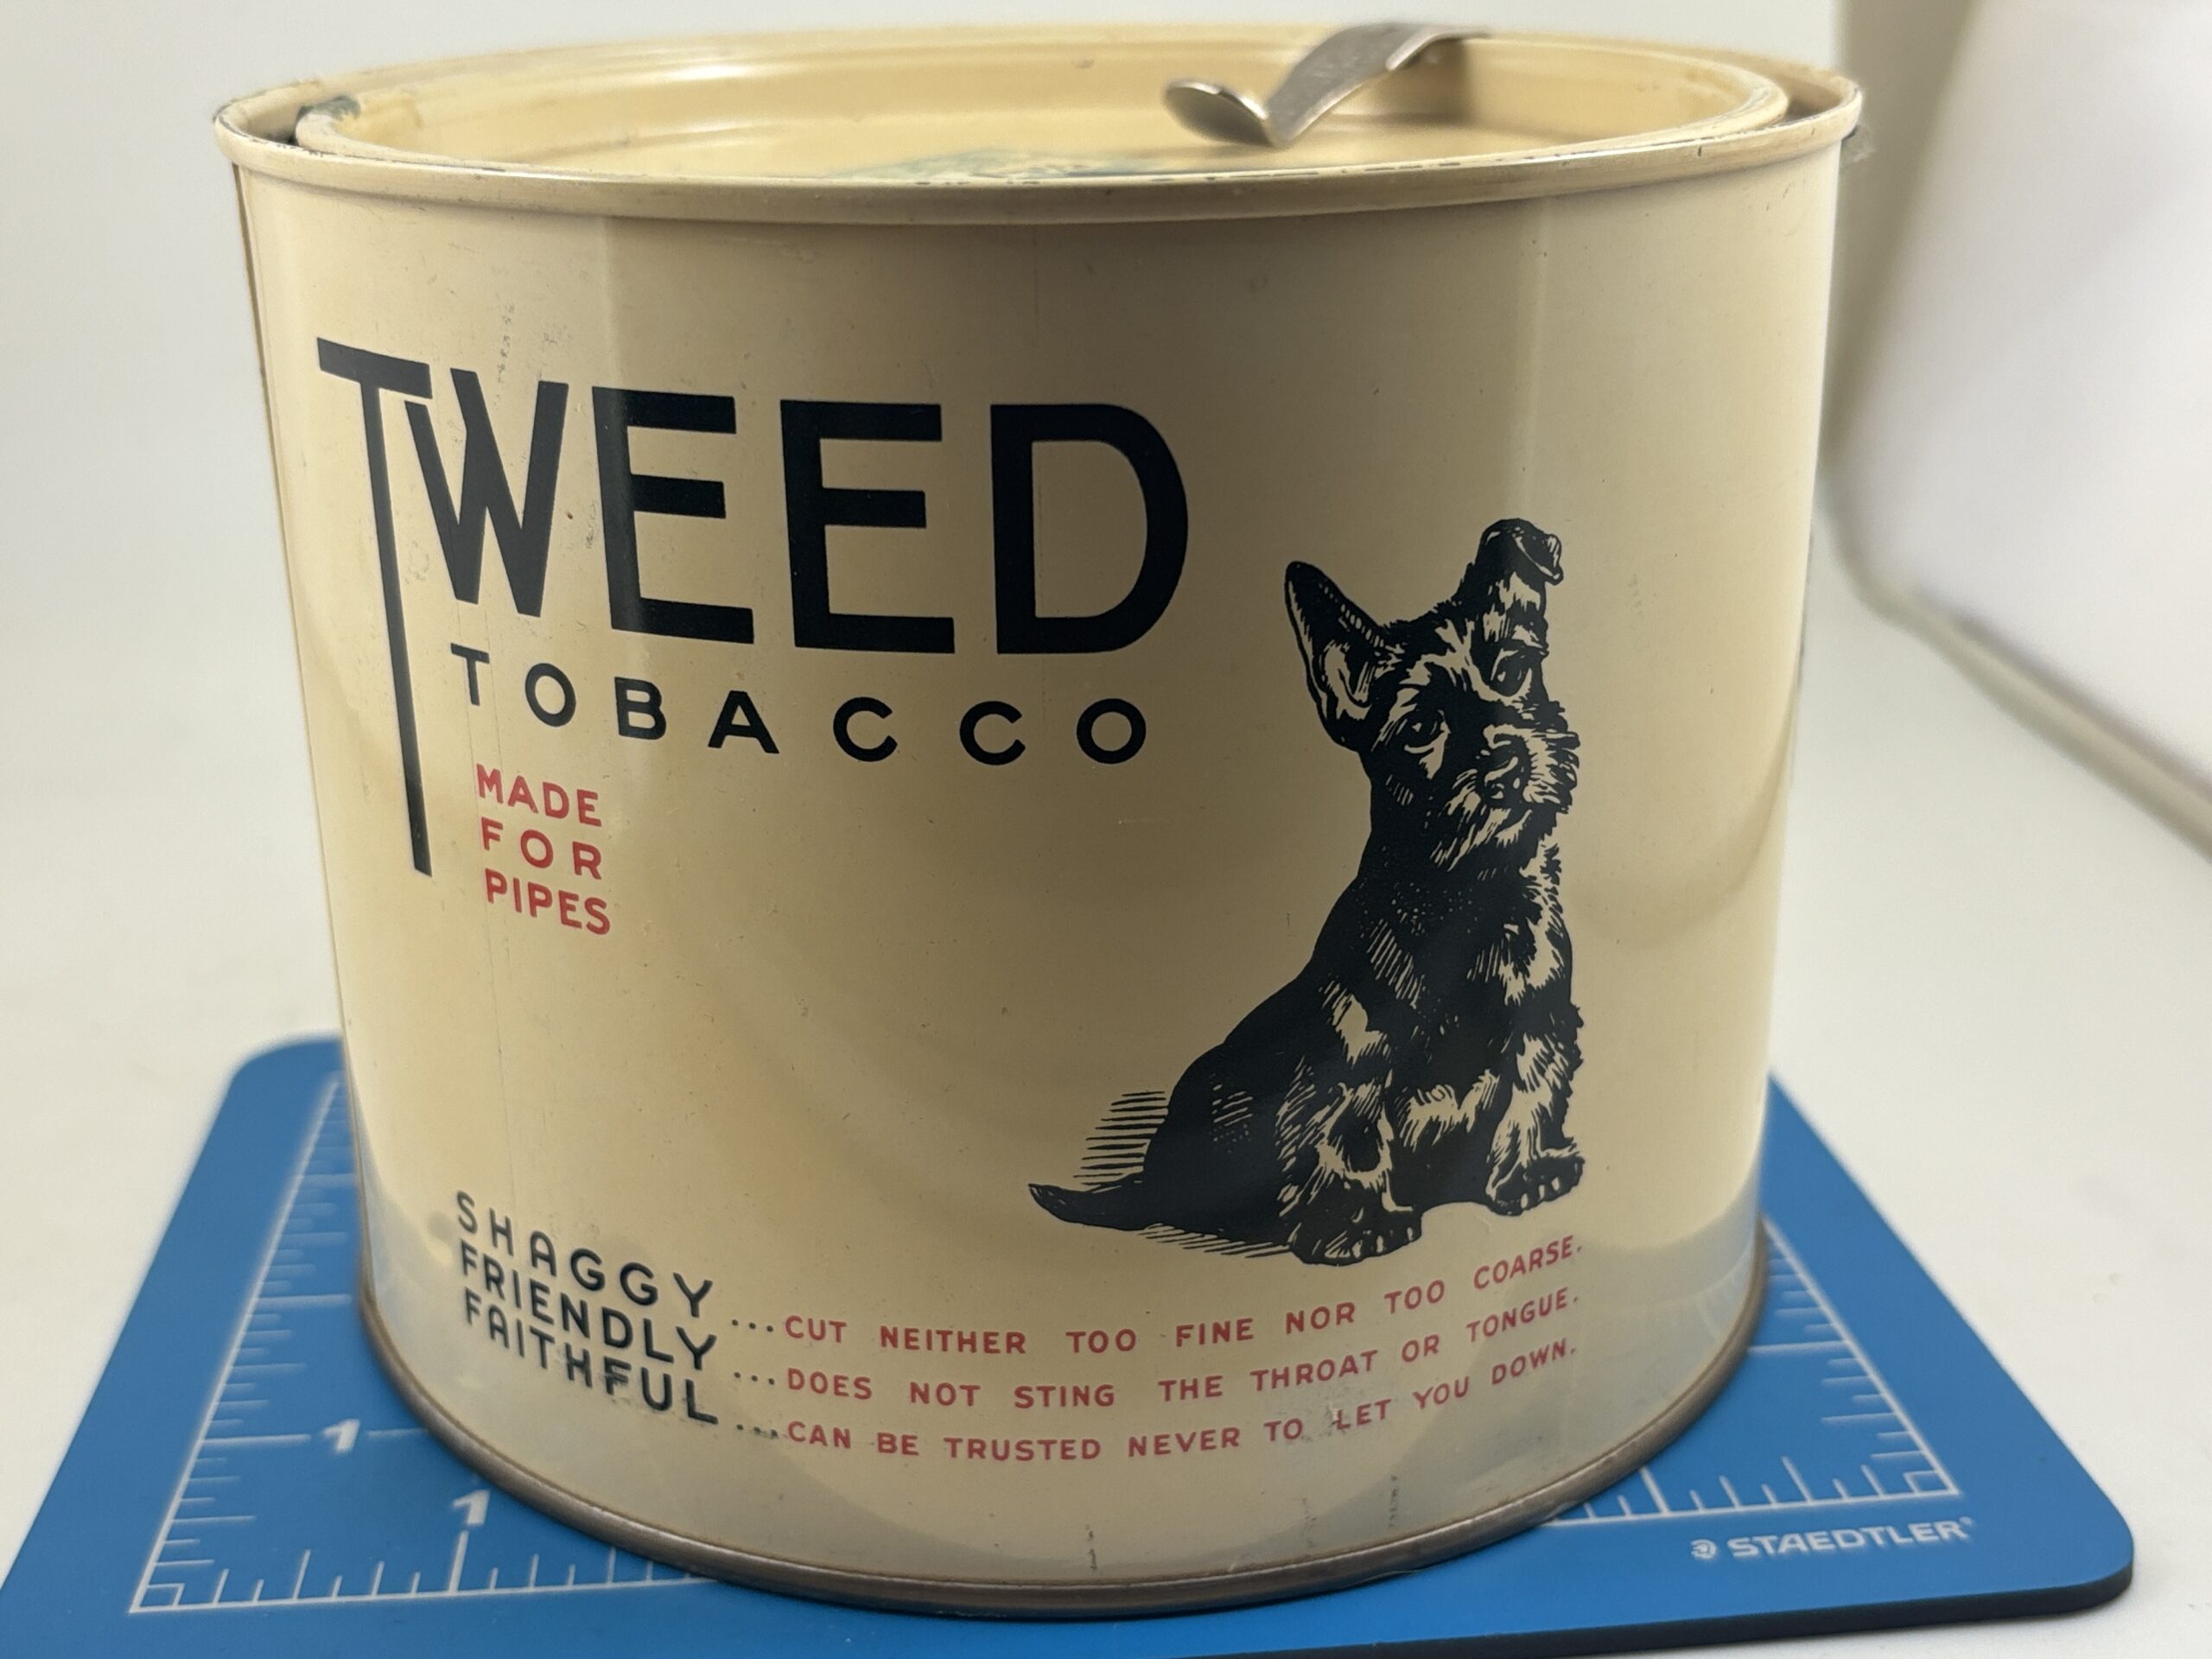 TWEED
TOBACCO
MADE
FOR
PIPES
SHAGGY ...CUT NEITHER TOO FINE NOR TOO COARSE.
FRIENDLY ...DOES NOT STING THE THROAT OR TONGUE.
FAITHFUL ...CAN BE TRUSTED NEVER TO LET YOU DOWN.
1
1
STAEDTLER®